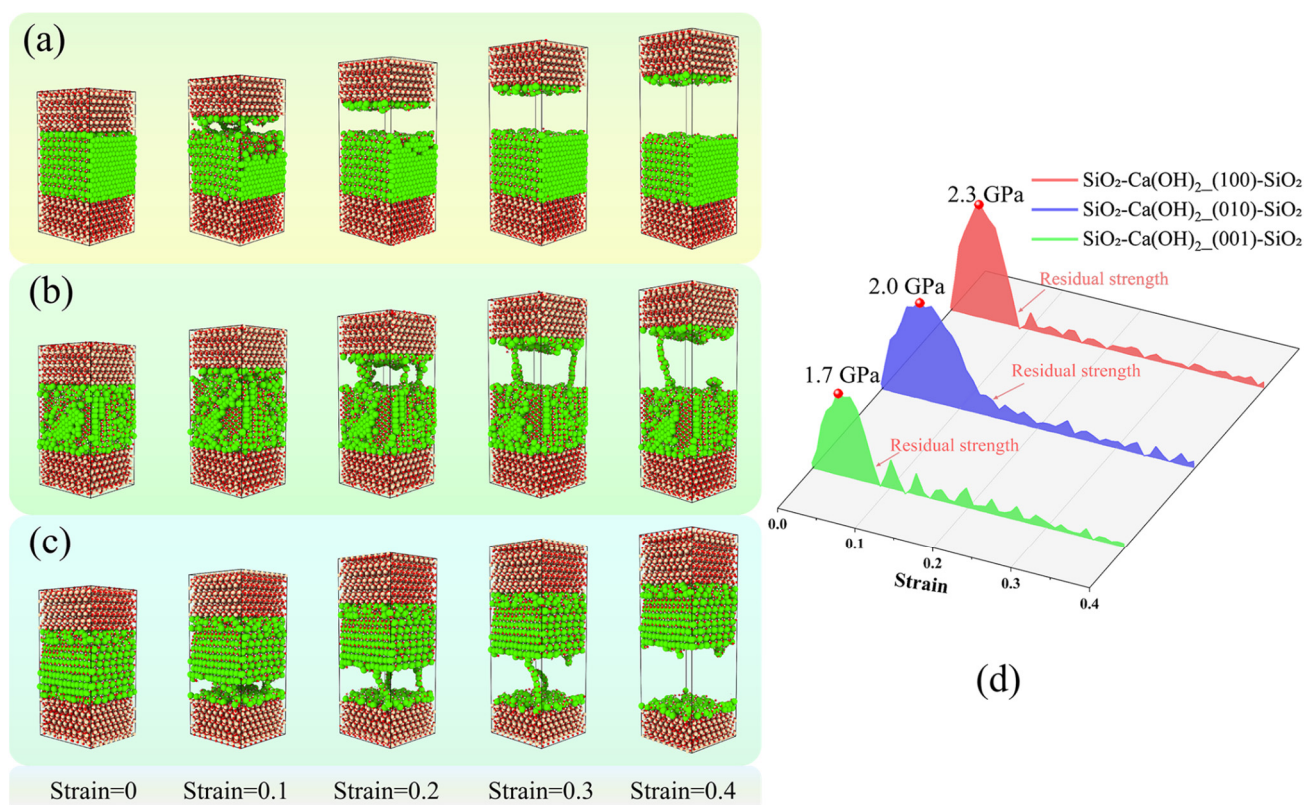 (a)
(b)
(c)
Strain=0
Strain=0.1
Strain=0.2
Strain=0.3
Strain=0.4
SiO₂-Ca(OH)₂_(100)-SiO₂
SiO₂-Ca(OH)₂_(010)-SiO₂
SiO₂-Ca(OH)₂_(001)-SiO₂
2.3 GPa
Residual strength
2.0 GPa
Residual strength
1.7 GPa
Residual strength
0.0
0.1
0.2
0.3
0.4
Strain
(d)